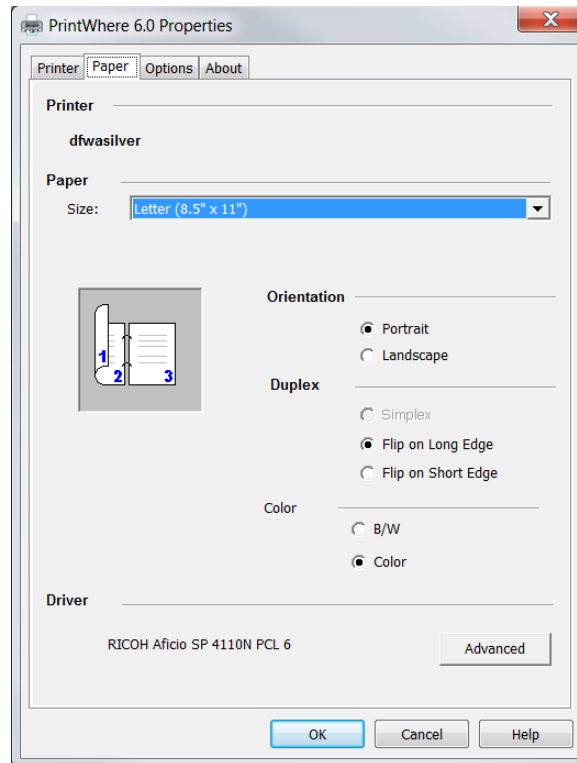 PrintWhere 6.0 Properties
Printer Paper Options About
Printer
dfwasilver
Paper
Size: Letter (8.5" x 11")
Orientation
Portrait
Landscape
1 2 3
Duplex
Simplex
Flip on Long Edge
Flip on Short Edge
Color
B/W
Color
Driver
RICOH Aficio SP 4110N PCL 6 Advanced
OK Cancel Help